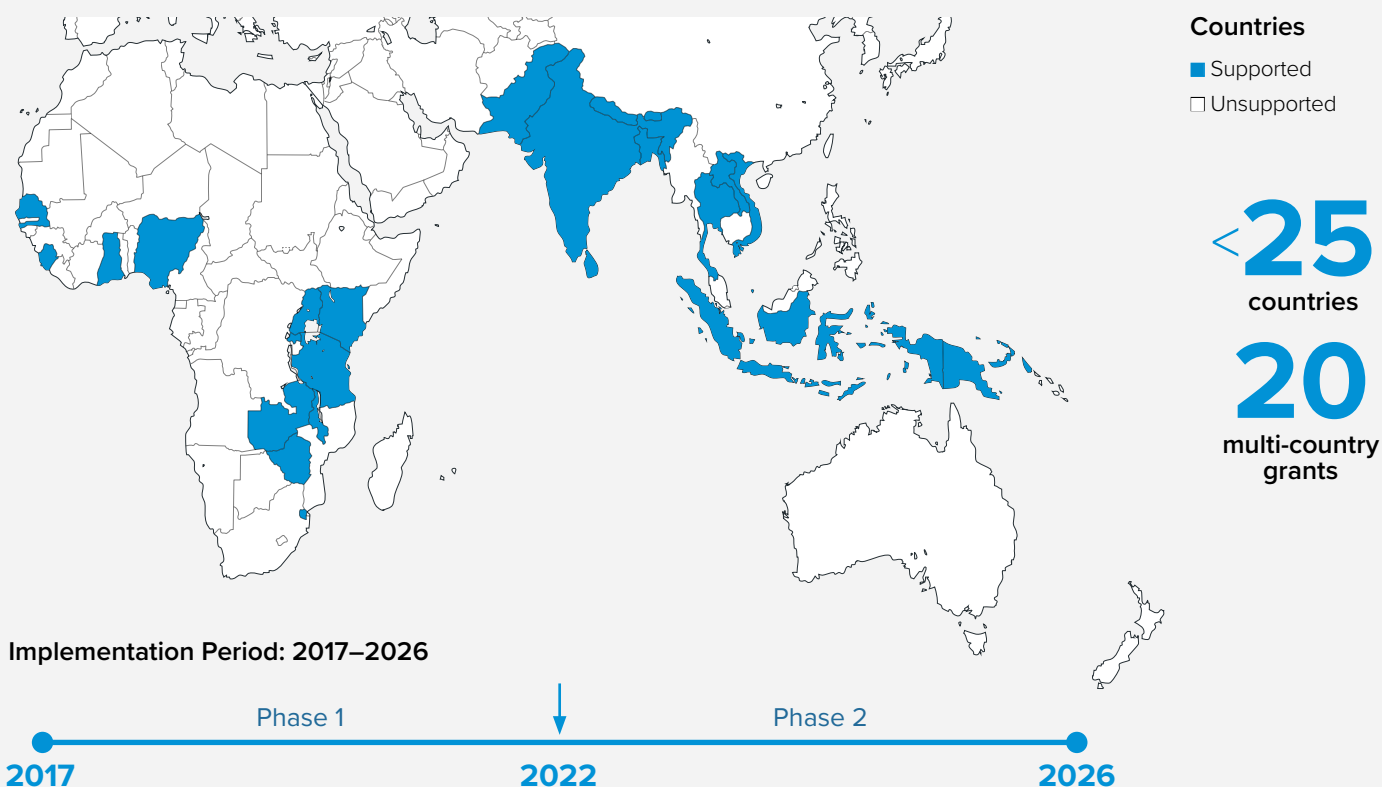 Countries
Supported
Unsupported
<25
countries
20
multi-country
grants
Implementation Period: 2017–2026
Phase 1
Phase 2
2017
2022
2026